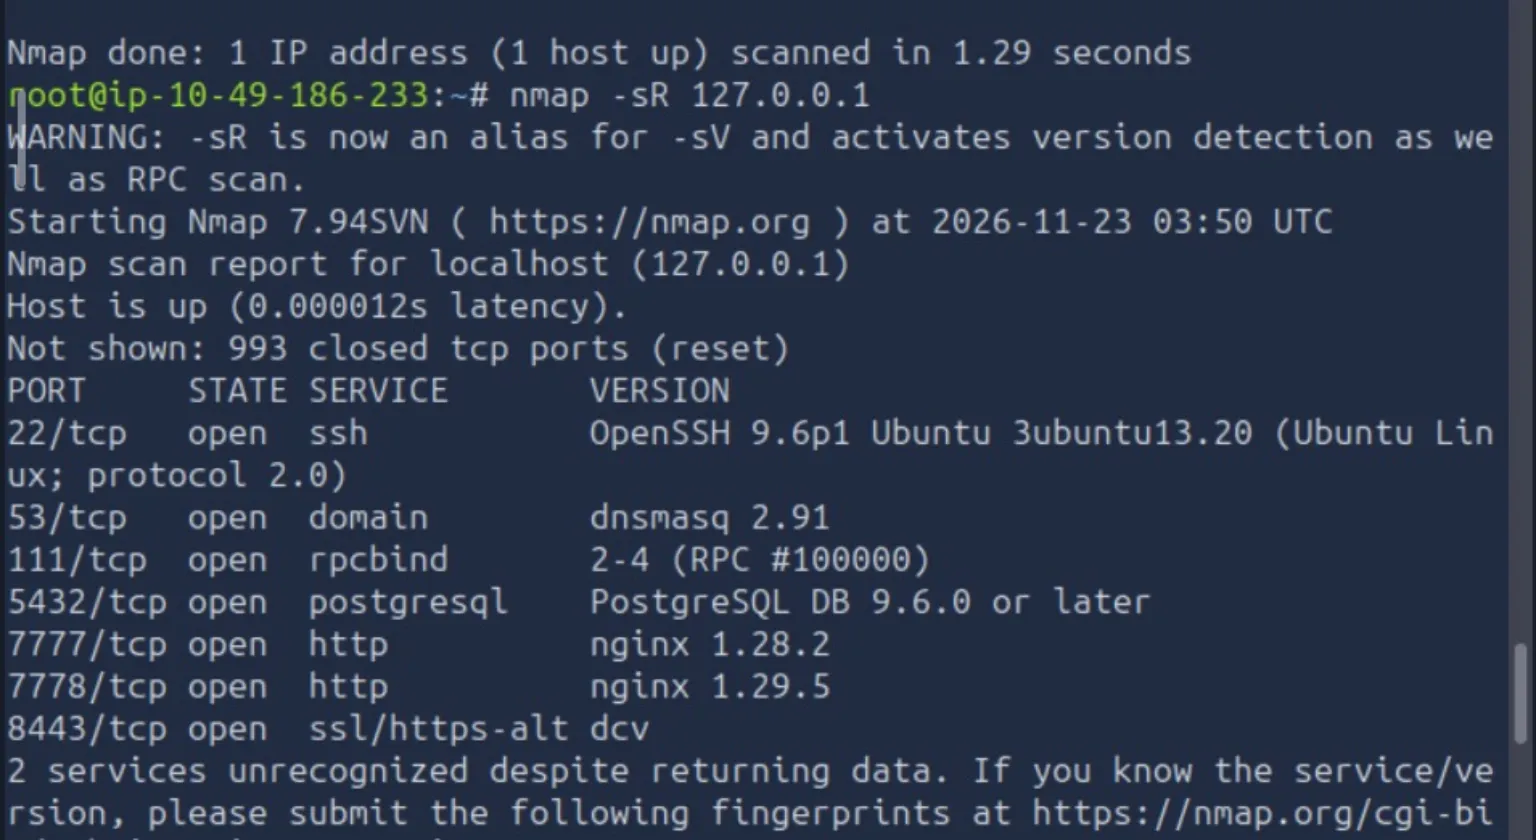 Nmap done: 1 IP address (1 host up) scanned in 1.29 seconds
root@ip-10-49-186-233:~# nmap -sR 127.0.0.1
WARNING: -sR is now an alias for -sV and activates version detection as we
ll as RPC scan.
Starting Nmap 7.94SVN ( https://nmap.org ) at 2026-11-23 03:50 UTC
Nmap scan report for localhost (127.0.0.1)
Host is up (0.000012s latency).
Not shown: 993 closed tcp ports (reset)
PORT     STATE SERVICE       VERSION
22/tcp   open  ssh           OpenSSH 9.6p1 Ubuntu 3ubuntu13.20 (Ubuntu Lin
ux; protocol 2.0)
53/tcp   open  domain        dnsmasq 2.91
111/tcp  open  rpcbind       2-4 (RPC #100000)
5432/tcp open  postgresql    PostgreSQL DB 9.6.0 or later
7777/tcp open  http          nginx 1.28.2
7778/tcp open  http          nginx 1.29.5
8443/tcp open  ssl/https-alt dcv
2 services unrecognized despite returning data. If you know the service/ve
rsion, please submit the following fingerprints at https://nmap.org/cgi-bi